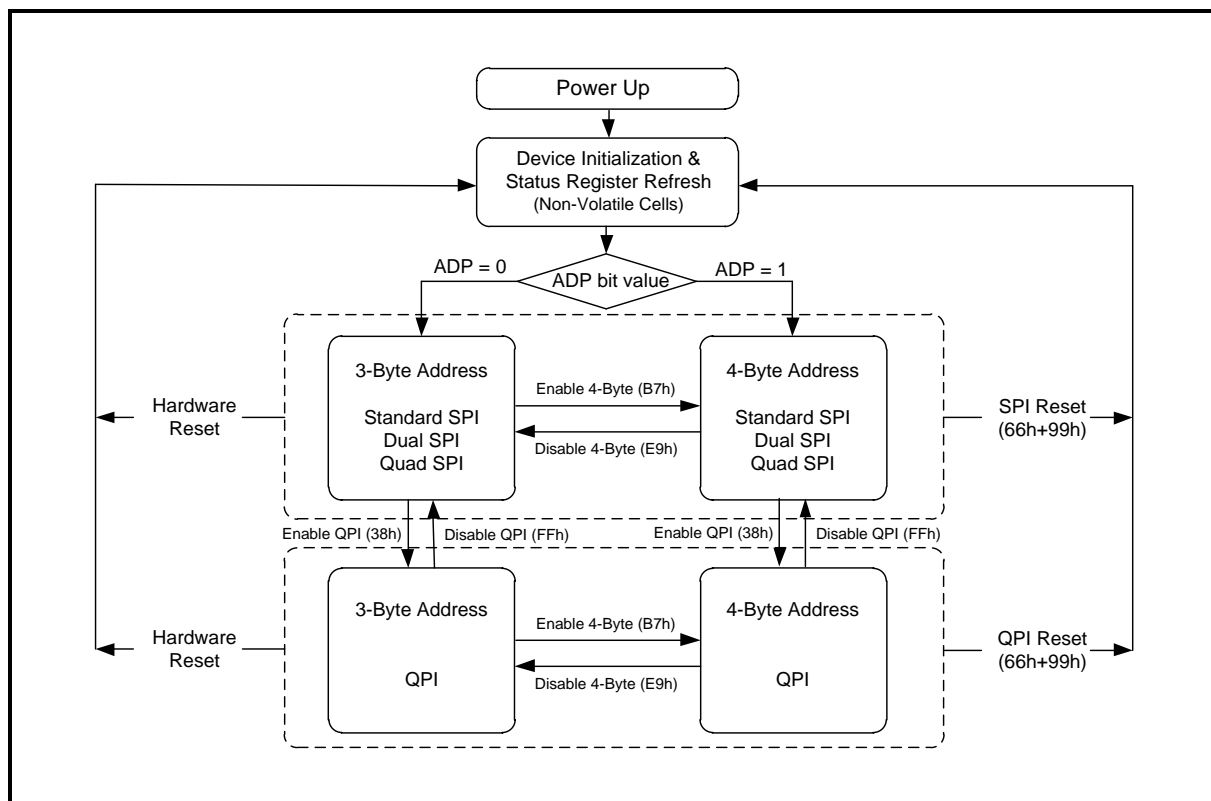 Power Up
Device Initialization &
Status Register Refresh
(Non-Volatile Cells)
ADP = 0
ADP bit value
ADP = 1
3-Byte Address
Standard SPI
Dual SPI
Quad SPI
Enable 4-Byte (B7h)
Disable 4-Byte (E9h)
4-Byte Address
Standard SPI
Dual SPI
Quad SPI
Hardware
Reset
SPI Reset
(66h+99h)
Enable QPI (38h)
Disable QPI (FFh)
Enable QPI (38h)
Disable QPI (FFh)
3-Byte Address
QPI
Enable 4-Byte (B7h)
Disable 4-Byte (E9h)
4-Byte Address
QPI
Hardware
Reset
QPI Reset
(66h+99h)